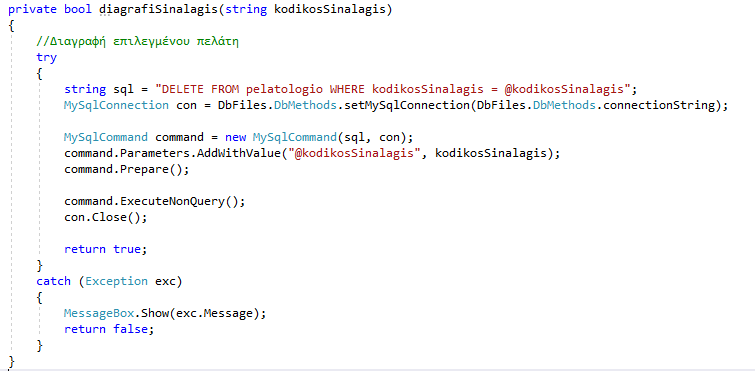 private bool diagrafiSinalagis(string kodikosSinalagis)
{
//Διαγραφή επιλεγμένου πελάτη
try
{
string sql = "DELETE FROM pelatologio WHERE kodikosSinalagis = @kodikosSinalagis";
MySqlConnection con = DbFiles.DbMethods.setMySqlConnection(DbFiles.DbMethods.connectionString);
MySqlCommand command = new MySqlCommand(sql, con);
command.Parameters.AddWithValue("@kodikosSinalagis", kodikosSinalagis);
command.Prepare();
command.ExecuteNonQuery();
con.Close();
return true;
}
catch (Exception exc)
{
MessageBox.Show(exc.Message);
return false;
}
}